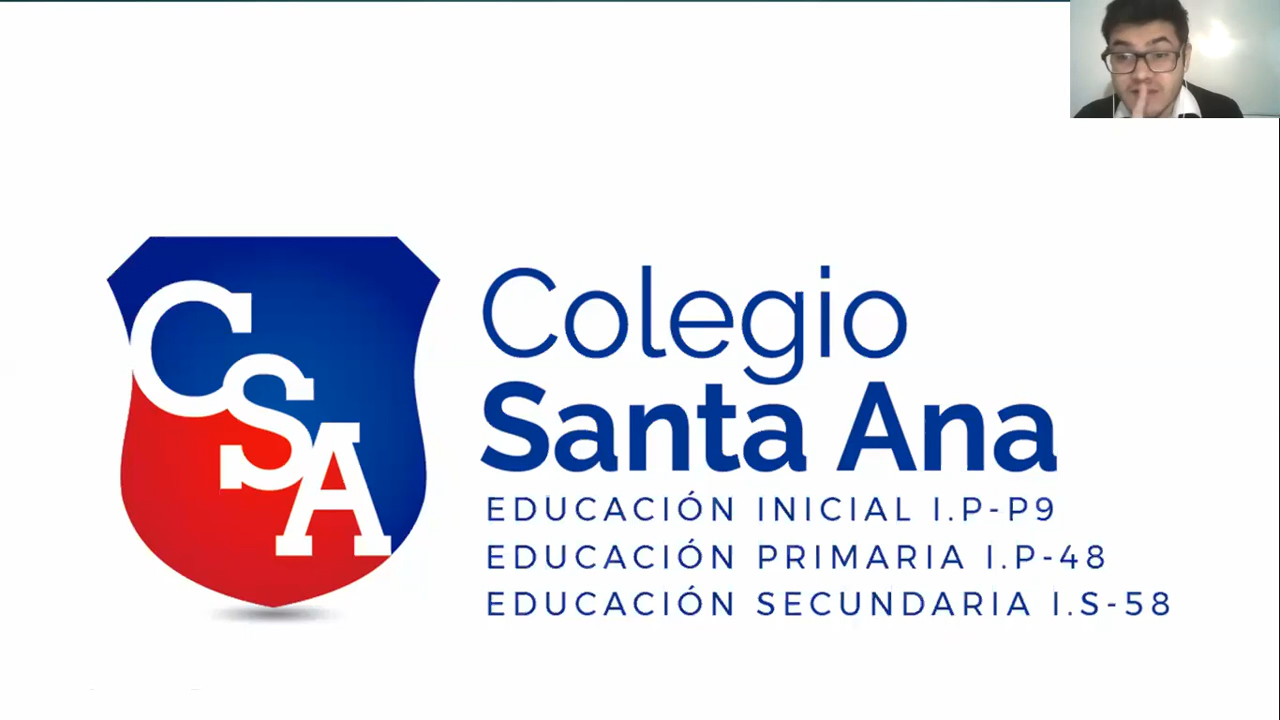 CSA
Colegio
Santa Ana
EDUCACIÓN INICIAL I.P-P9
EDUCACIÓN PRIMARIA I.P-48
EDUCACIÓN SECUNDARIA I.S-58